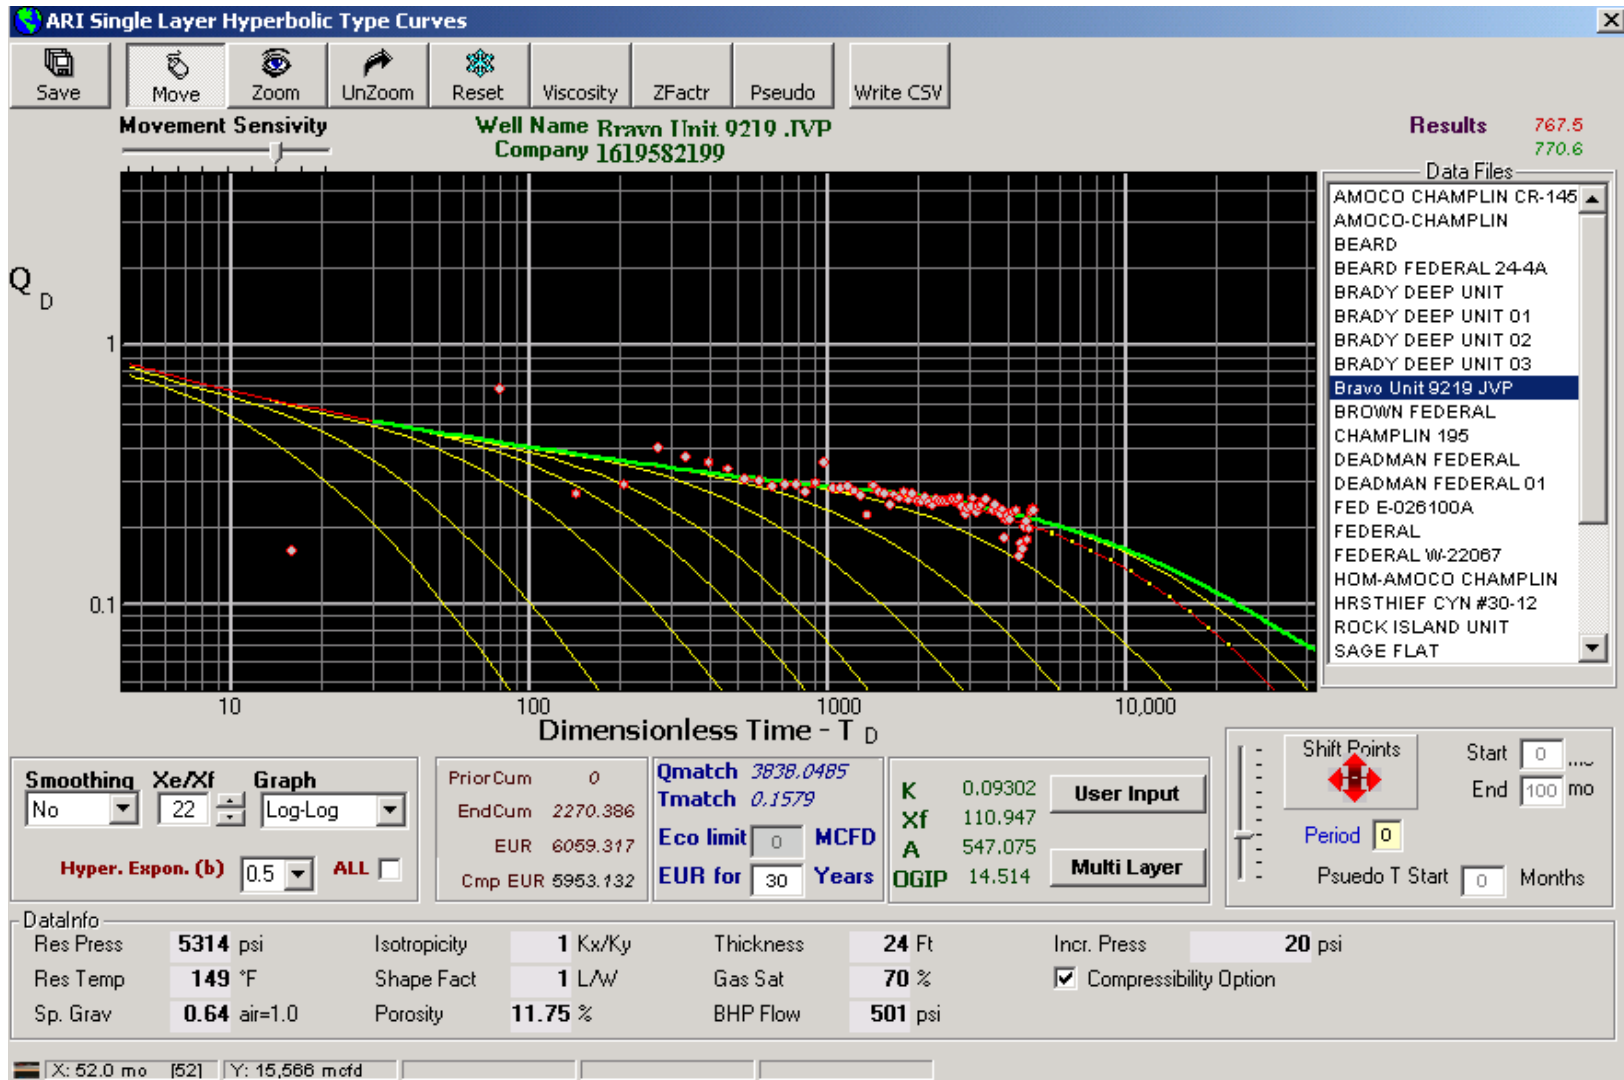 ARI Single Layer Hyperbolic Type Curves
Save Move Zoom UnZoom Reset Viscosity ZFactr Pseudo Write CSV
Movement Sensivity
Well Name Bravo Unit 9219 JVP
Company 1619582199
Results 767.5
770.6
Data Files
AMOCO CHAMPLIN CR-145
AMOCO-CHAMPLIN
BEARD
BEARD FEDERAL 24-4A
BRADY DEEP UNIT
BRADY DEEP UNIT 01
BRADY DEEP UNIT 02
BRADY DEEP UNIT 03
Bravo Unit 9219 JVP
BROWN FEDERAL
CHAMPLIN 195
DEADMAN FEDERAL
DEADMAN FEDERAL 01
FED E-026100A
FEDERAL
FEDERAL W-22067
HOM-AMOCO CHAMPLIN
HRSTHIEF CYN #30-12
ROCK ISLAND UNIT
SAGE FLAT
Q D
1
0.1
10 100 1000 10,000
Dimensionless Time - T D
Smoothing Xe/Xf Graph
No 22 Log-Log
Hyper. Expon. (b) 0.5 ALL
PriorCum 0
EndCum 2270.386
EUR 6059.317
Cmp EUR 5953.132
Qmatch 3838.0485
Tmatch 0.1579
Eco limit 0 MCFD
EUR for 30 Years
K 0.09302
Xf 110.947
A 547.075
OGIP 14.514
User Input
Multi Layer
Shift Points
Start 0 ...
End 100 mo
Period 0
Psuedo T Start 0 Months
DataInfo
Res Press 5314 psi Isotropicity 1 Kx/Ky Thickness 24 Ft Incr. Press 20 psi
Res Temp 149 °F Shape Fact 1 L/W Gas Sat 70 % Compressibility Option
Sp. Grav 0.64 air=1.0 Porosity 11.75 % BHP Flow 501 psi
X: 52.0 mo [52] Y: 15,566 mcfd